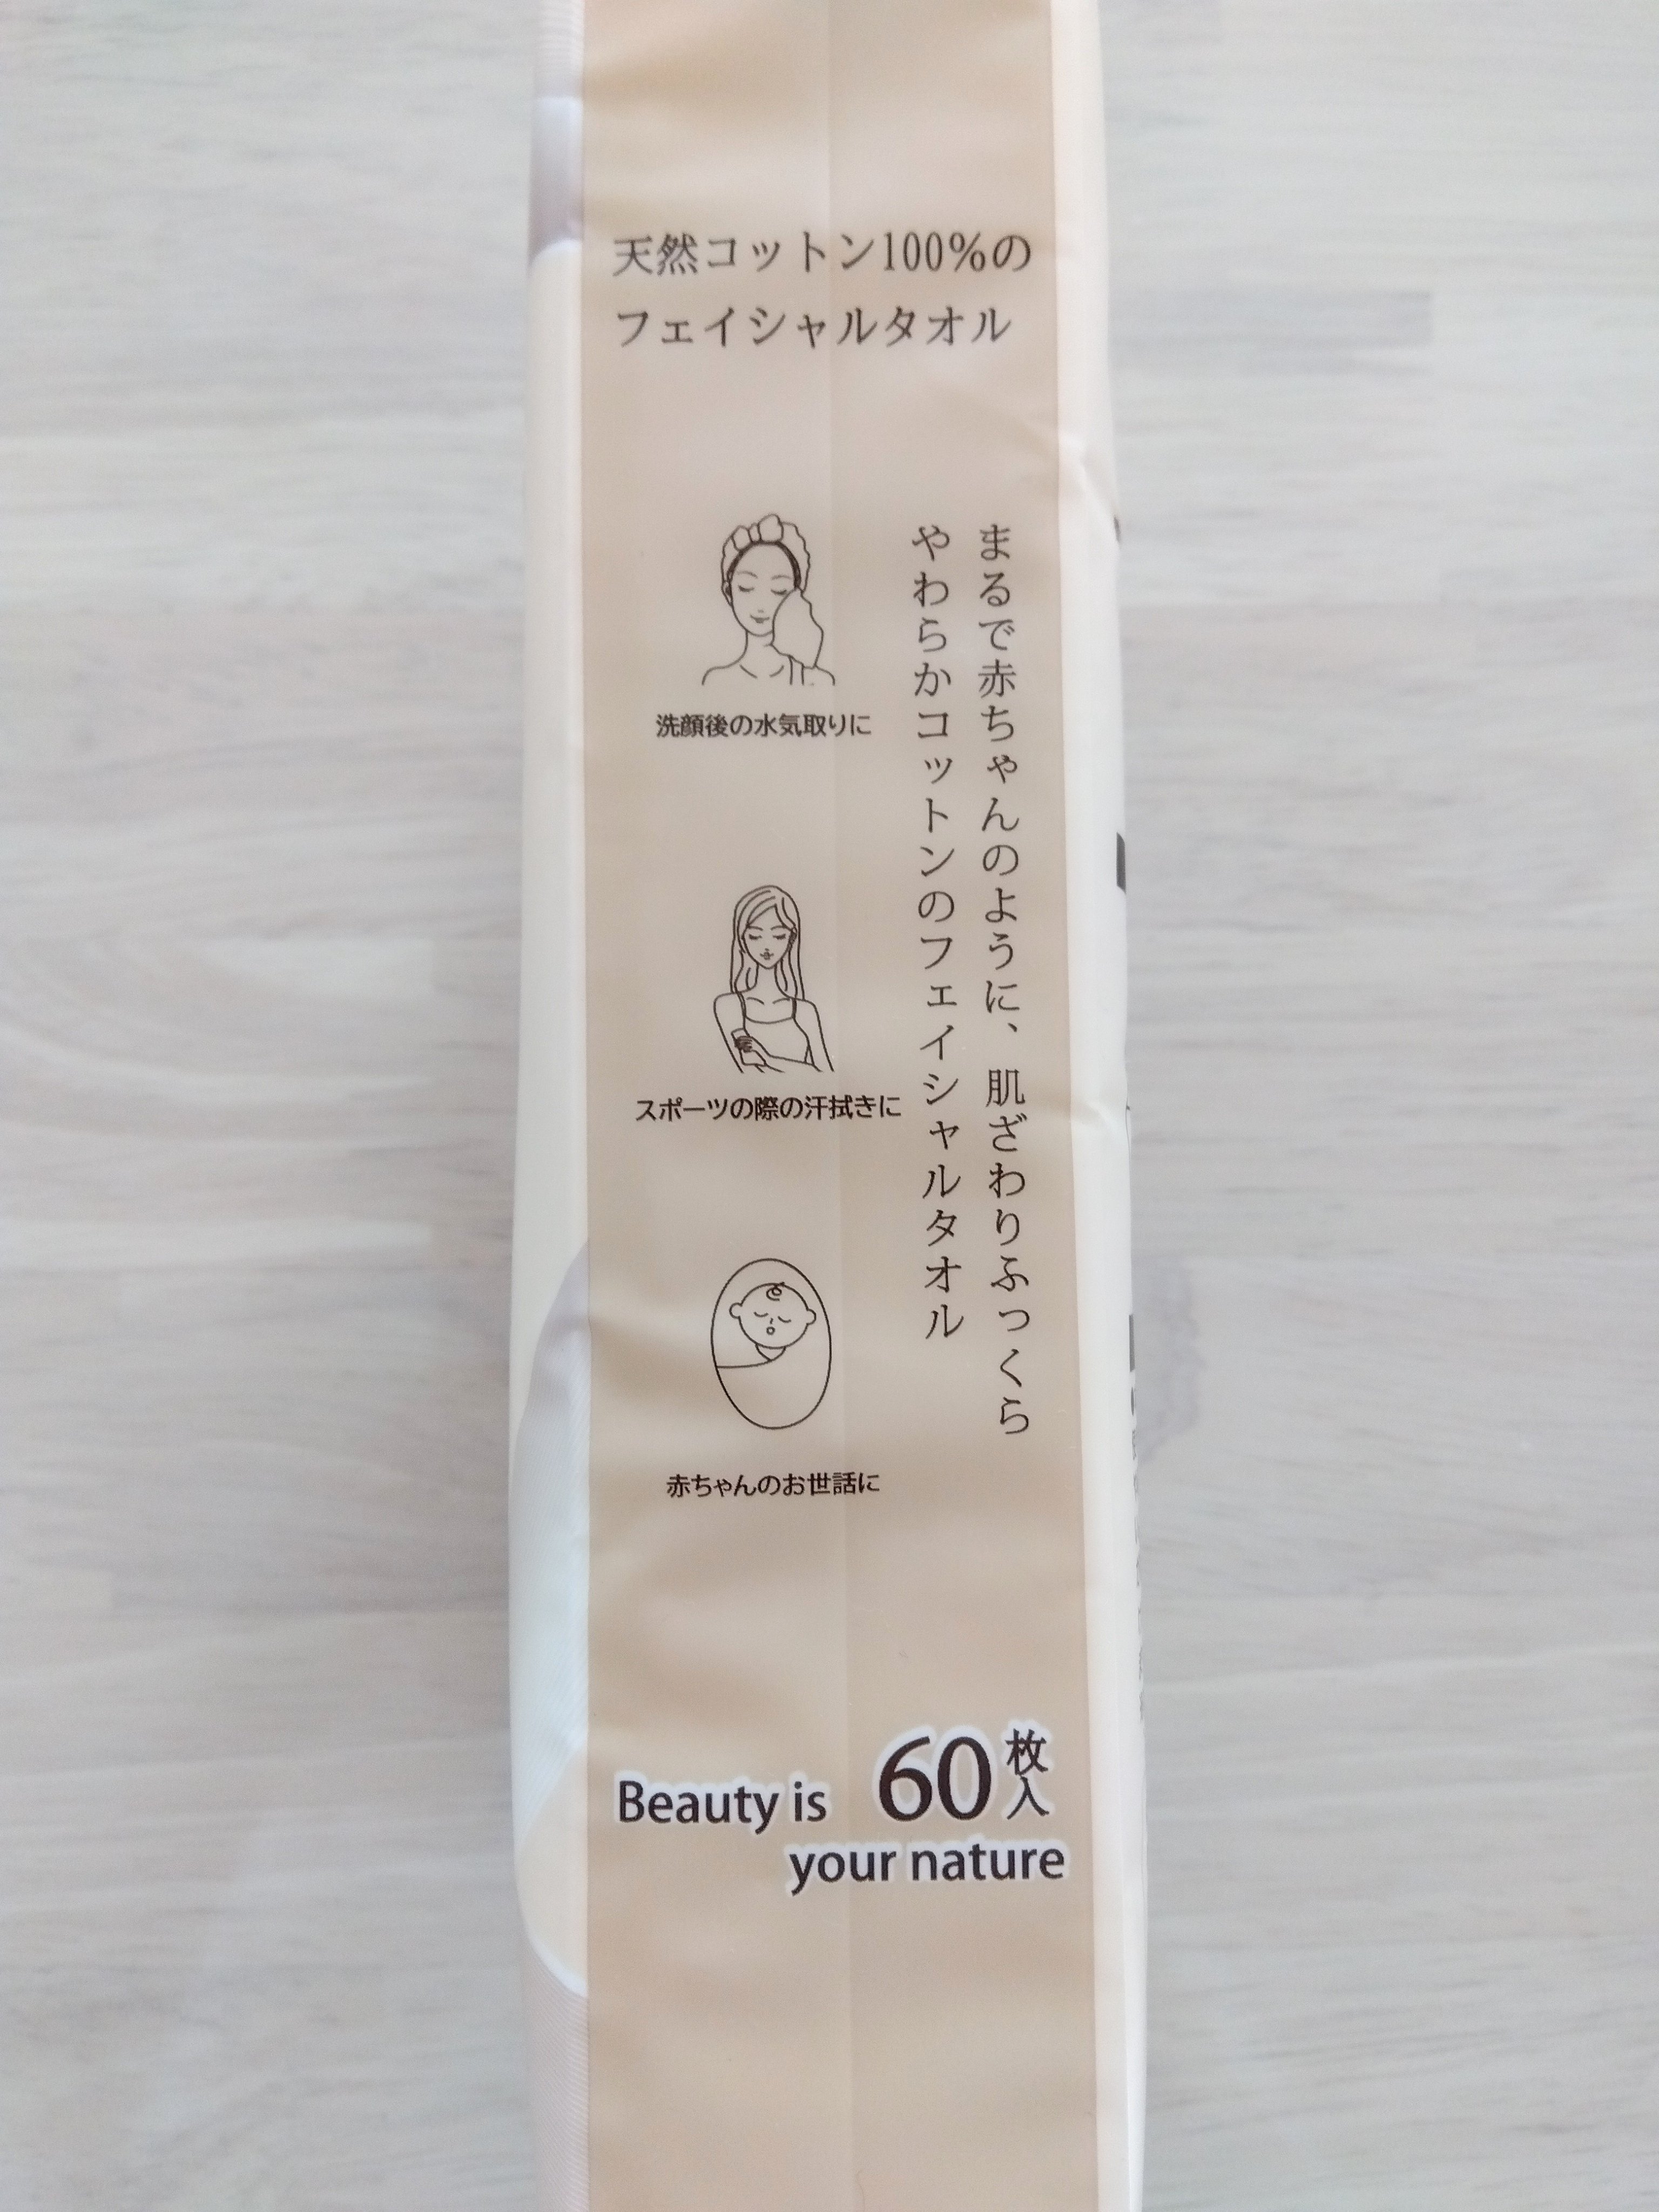 天然コットン100%の
フェイシャルタオル
まるで赤ちゃんのように、肌ざわりふっくら
やわらかコットンのフェイシャルタオル
洗顔後の水気取りに
スポーツの際の汗拭きに
赤ちゃんのお世話に
60枚入
Beauty is
your nature